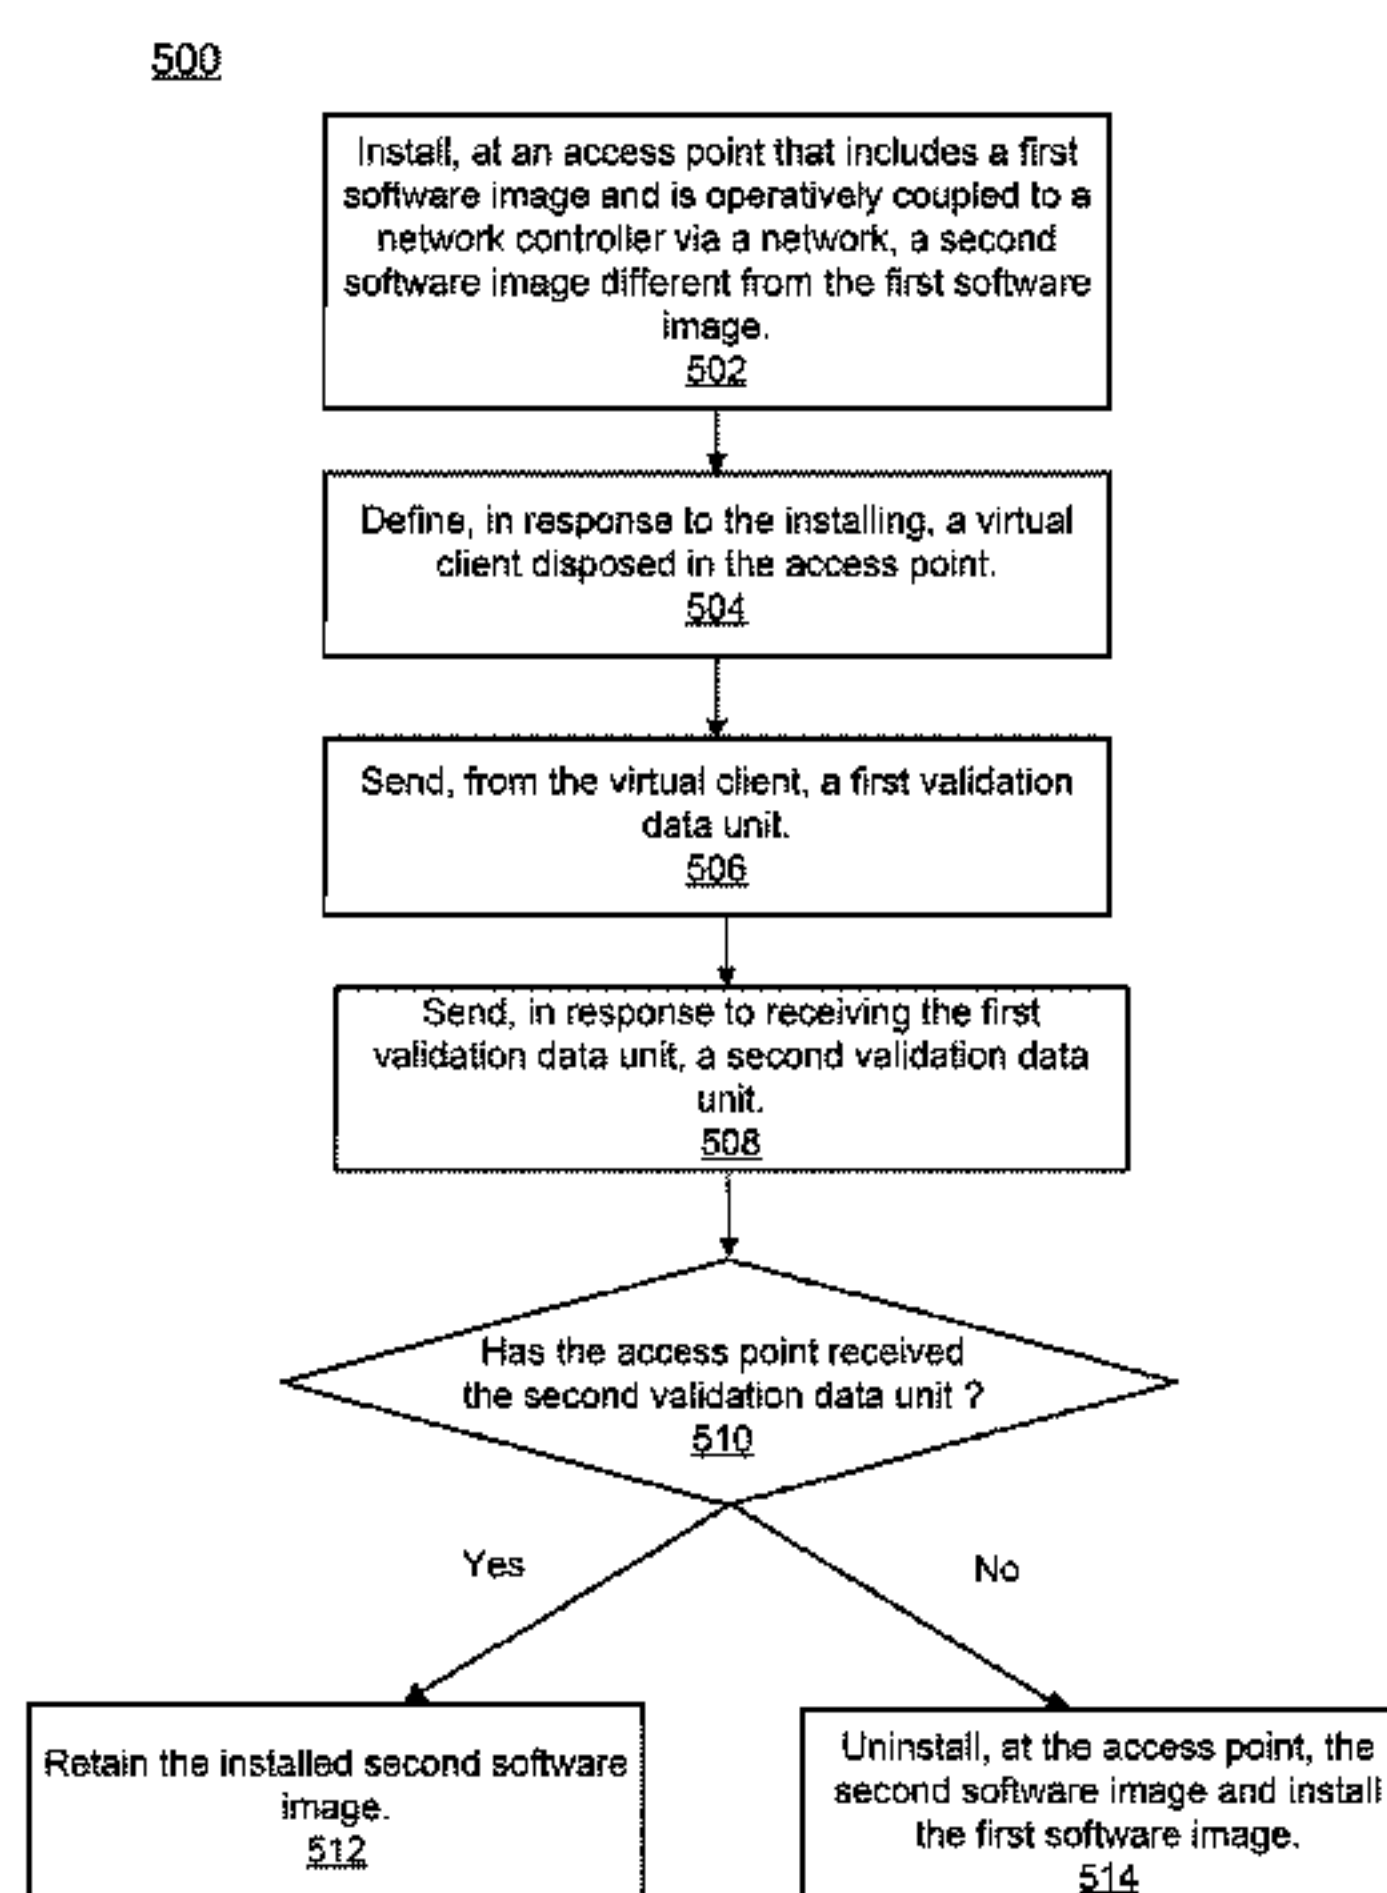 500
Install, at an access point that includes a first
software image and is operatively coupled to a
network controller via a network, a second
software image different from the first software
image.
502
Define, in response to the installing, a virtual
client disposed in the access point.
504
Send, from the virtual client, a first validation
data unit.
506
Send, in response to receiving the first
validation data unit, a second validation data
unit.
508
Has the access point received
the second validation data unit ?
510
Yes
No
Retain the installed second software
image.
512
Uninstall, at the access point, the
second software image and install
the first software image.
514